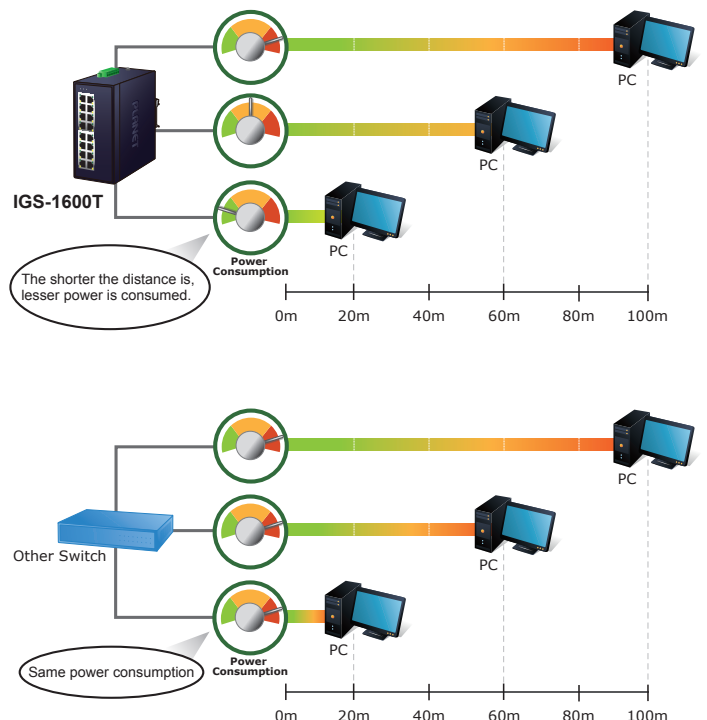 PC
PLANET
PC
IGS-1600T
PC
Power
Consumption
The shorter the distance is,
lesser power is consumed.
0m 20m 40m 60m 80m 100m
PC
Other Switch
PC
PC
Power
Consumption
Same power consumption
0m 20m 40m 60m 80m 100m